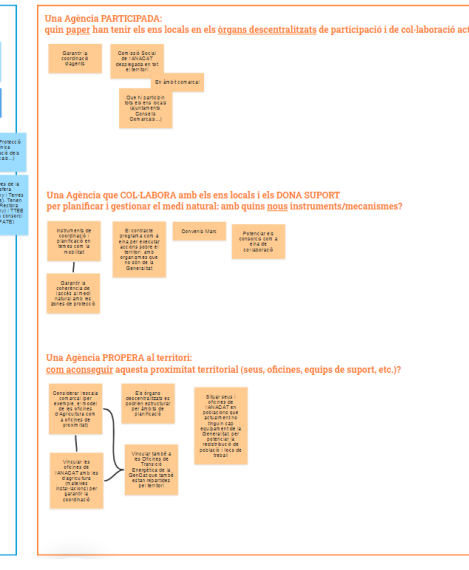 Una Agència PARTICIPADA:
quin paper han tenir els ens locals en els òrgans descentralitzats de participació i de col·laboració act
Garantir la
coordinació
d'agents
Comissió Social
de l'ANACAT
desplegada en tot
el territori
En àmbit comarcal
Que hi participin
tots els ens locals
(ajuntaments,
Consells
Comarcals...)
Protecció
Una Agència que COL·LABORA amb els ens locals i els DONA SUPORT
per planificar i gestionar el medi natural: amb quins nous instruments/mecanismes?
Instruments de
coordinació i
planificació en
temes com la
mobilitat
Garantir la
coherència de
l'accés al medi
natural amb les
zones de protecció
El contracte
programa com a
eina per executar
accions sobre el
territori amb
organismes que
no són de la
Generalitat
Convenis Marc
Potenciar els
consorcis com a
eina de
col·laboració
Una Agència PROPERA al territori:
com aconseguir aquesta proximitat territorial (seus, oficines, equips de suport, etc.)?
Considerar l'escala
comarcal (per
exemple, el model
de les oficines
d'Agricultura com
a oficines de
proximitat)
Vincular les
oficines de
l'ANACAT amb les
d'agricultura
(mateixes
instal·lacions) per
garantir la
coordinació
Els òrgans
descentralitzats es
podrien estructurar
per àmbits de
planificació
Vincular també a
les Oficines de
Transició
Energètica de la
GenCat que també
estan repartides
pel territori
Situar seus i
oficines de
l'ANACAT en
poblacions que
actualment no
tinguin cap
equipament de la
Generalitat per
potenciar la
redistribució de
població i llocs de
treball